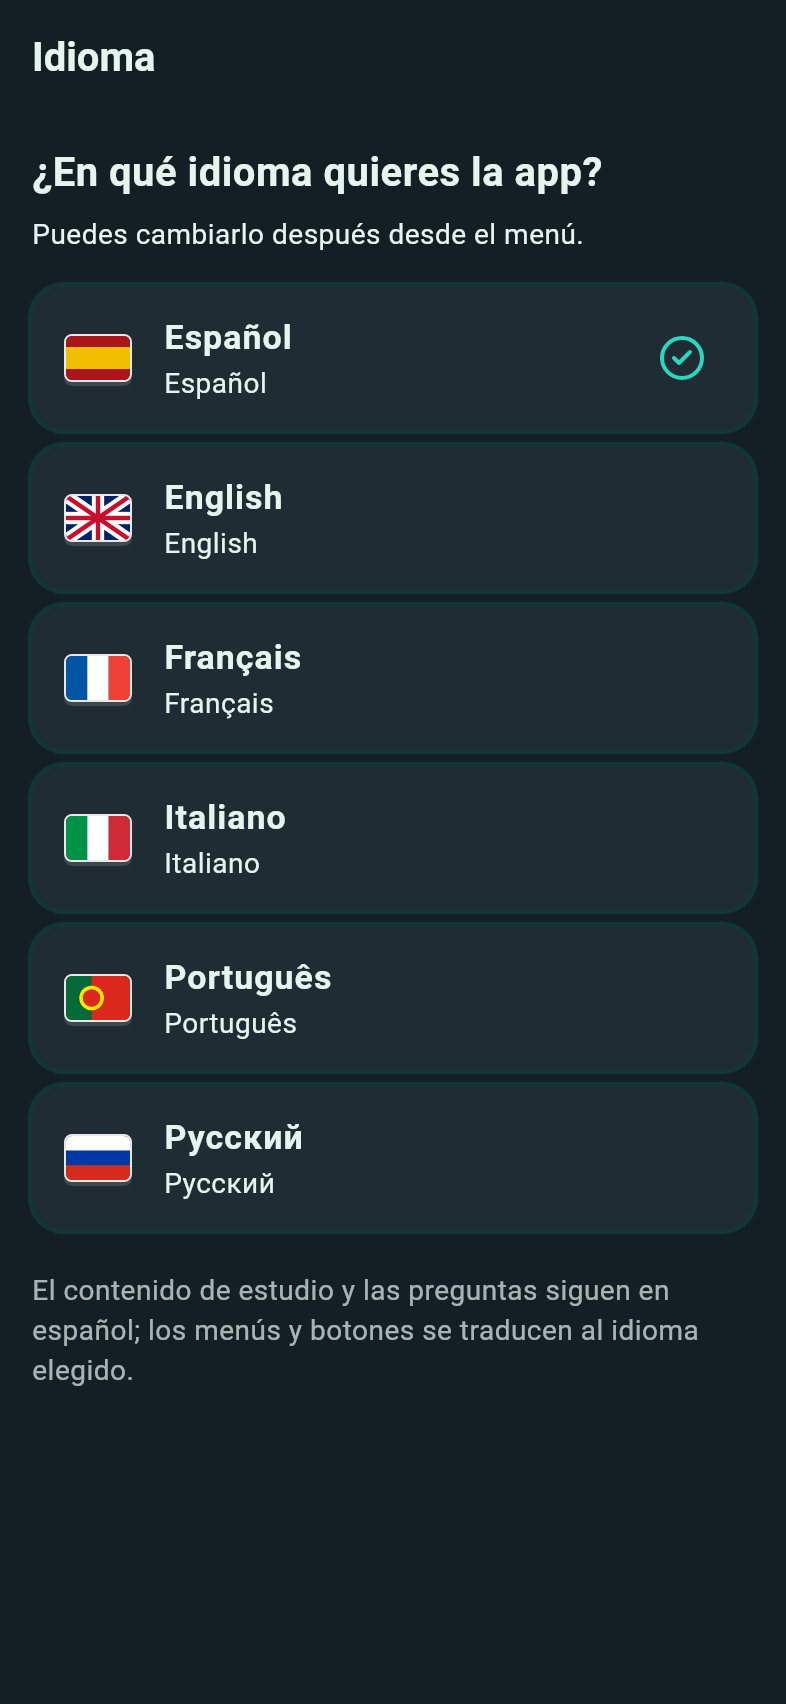 Idioma
¿En qué idioma quieres la app?
Puedes cambiarlo después desde el menú.
Español
Español
English
English
Français
Français
Italiano
Italiano
Português
Português
Русский
Русский
El contenido de estudio y las preguntas siguen en
español; los menús y botones se traducen al idioma
elegido.